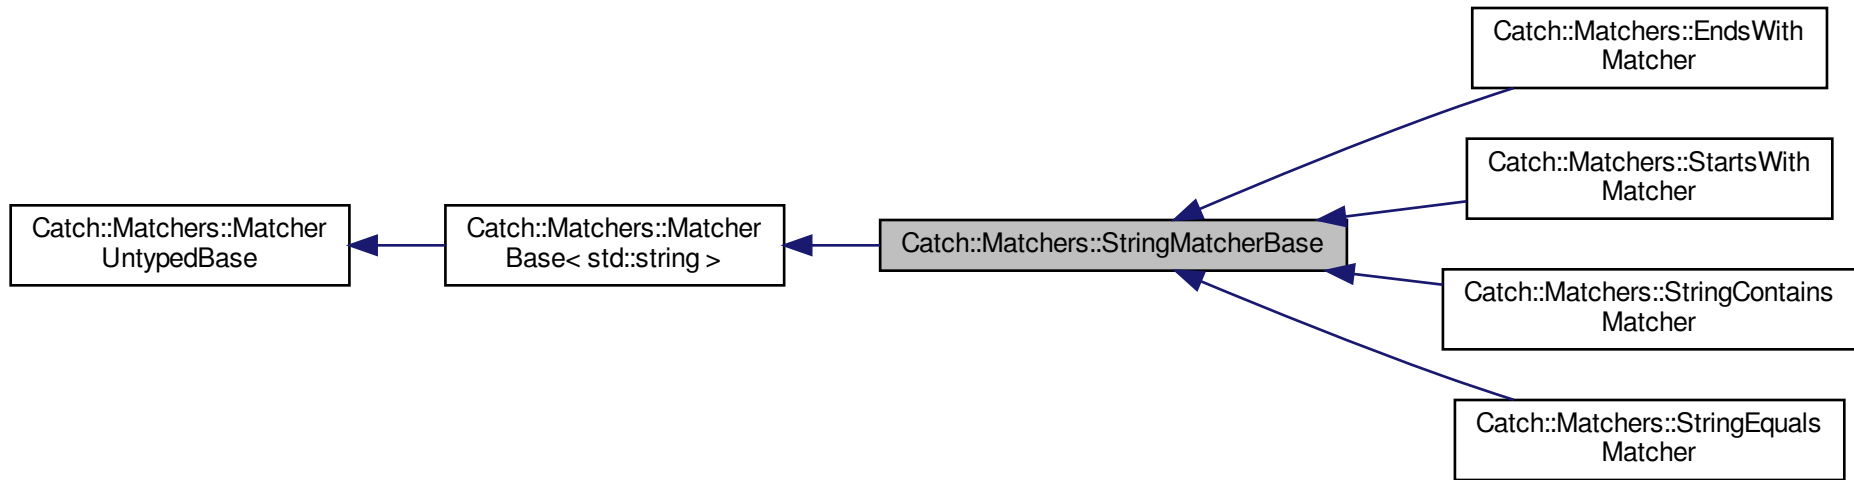 Catch::Matchers::Matcher
UntypedBase
Catch::Matchers::Matcher
Base< std::string >
Catch::Matchers::StringMatcherBase
Catch::Matchers::EndsWith
Matcher
Catch::Matchers::StartsWith
Matcher
Catch::Matchers::StringContains
Matcher
Catch::Matchers::StringEquals
Matcher